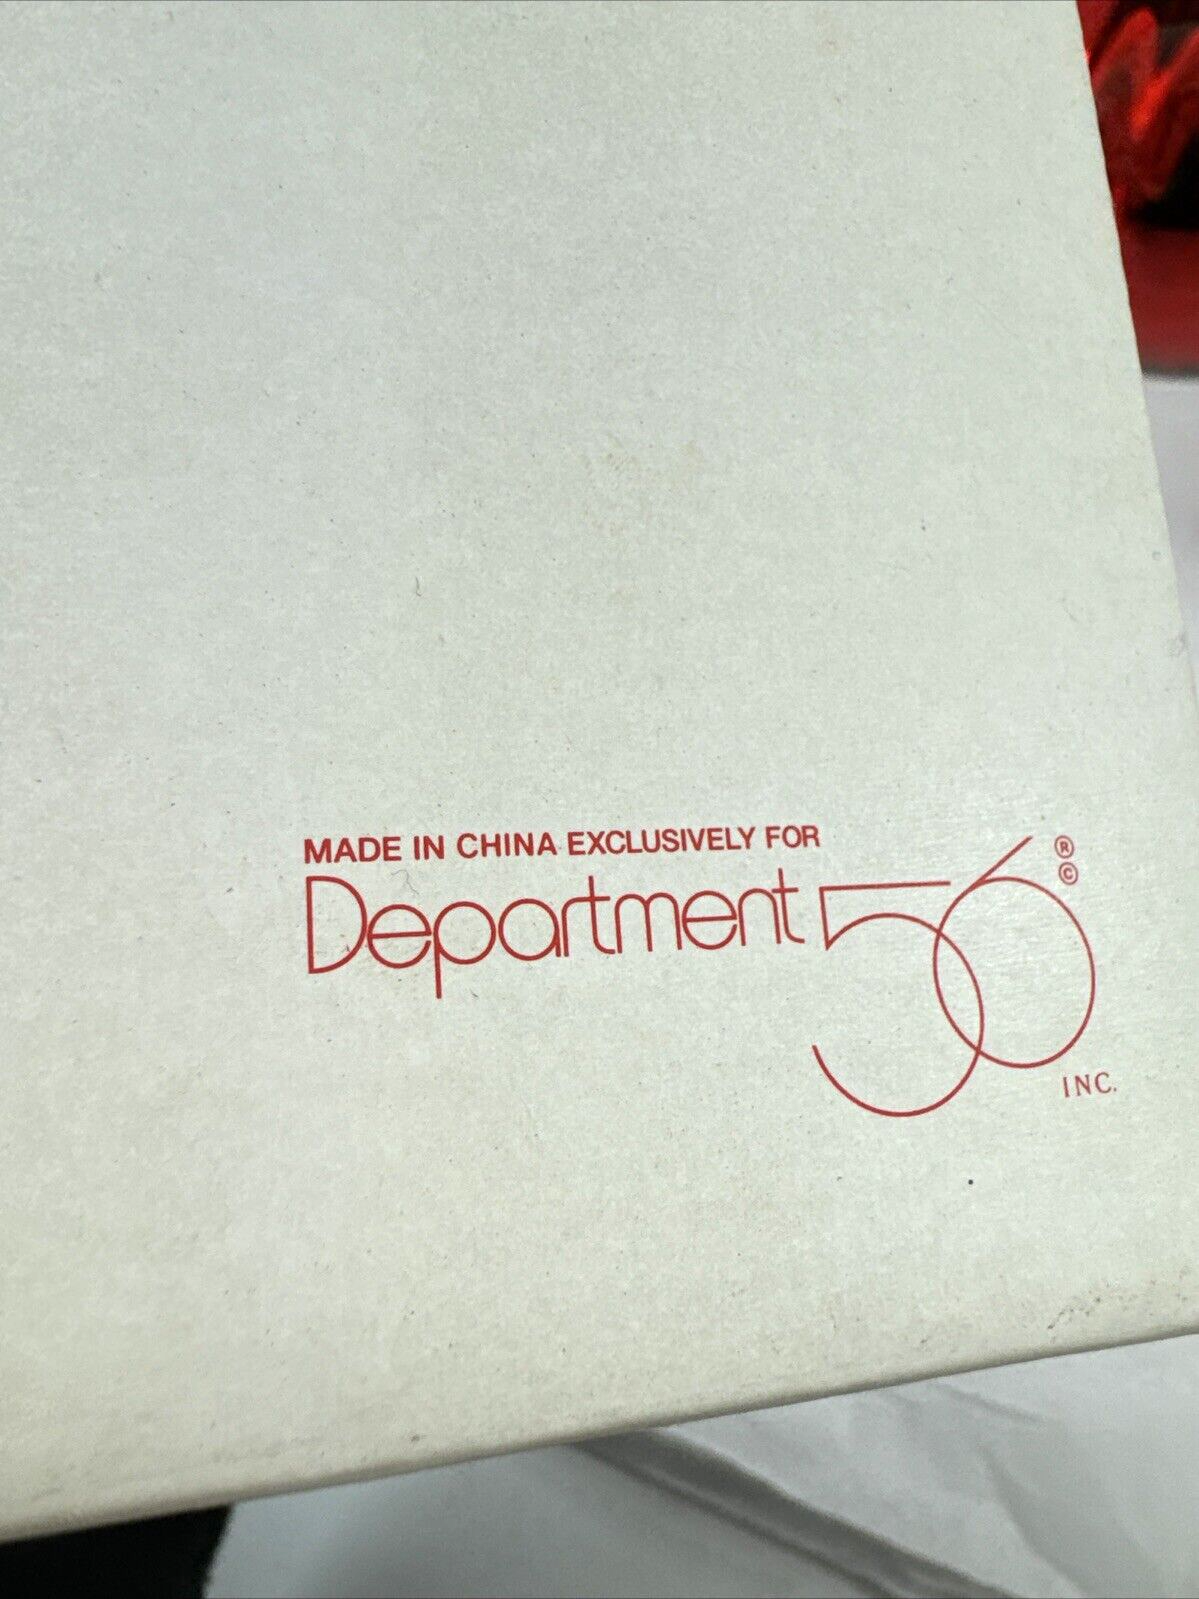 MADE IN CHINA EXCLUSIVELY FOR
Department 56 ® ©
INC.